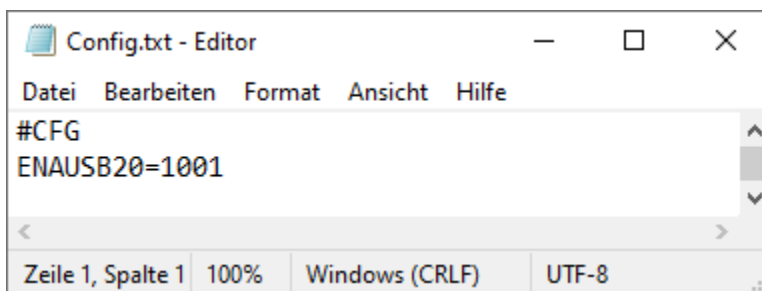 Config.txt - Editor
Datei Bearbeiten Format Ansicht Hilfe
#CFG
ENAUSB20=1001
Zeile 1, Spalte 1 100% Windows (CRLF) UTF-8